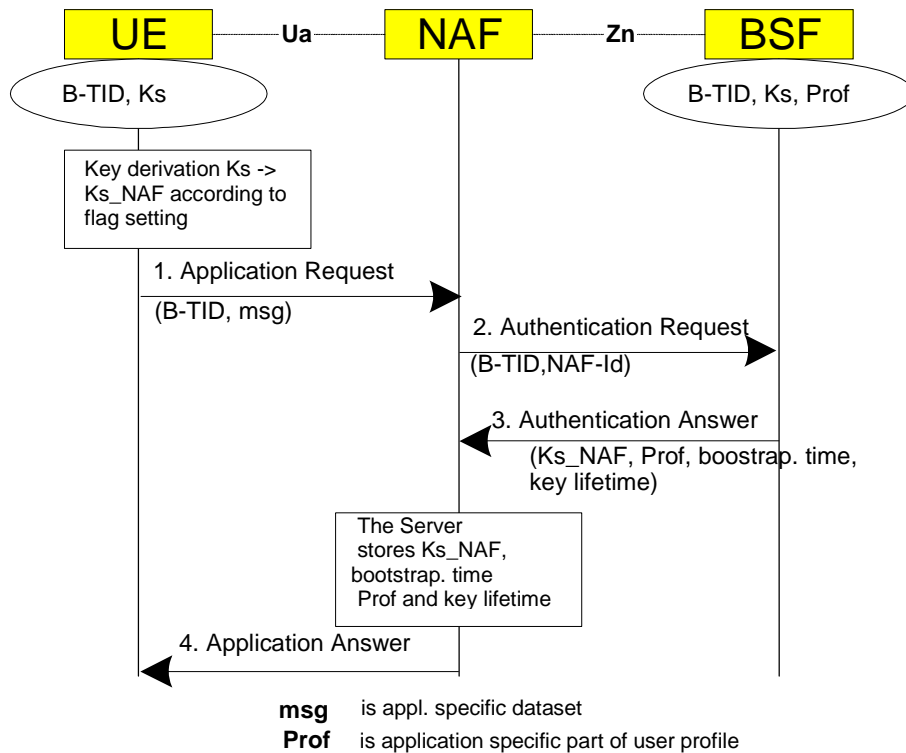 UE Ua NAF Zn BSF
B-TID, Ks
B-TID, Ks, Prof
Key derivation Ks ->
Ks_NAF according to
flag setting
1. Application Request
(B-TID, msg)
2. Authentication Request
(B-TID,NAF-Id)
3. Authentication Answer
(Ks_NAF, Prof, boostrap. time,
key lifetime)
The Server
stores Ks_NAF,
bootstrap. time
Prof and key lifetime
4. Application Answer
msg is appl. specific dataset
Prof is application specific part of user profile